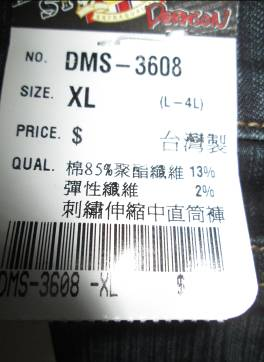 DRAGON
NO. DMS-3608
SIZE. XL (L-4L)
PRICE. $ 台灣製
QUAL. 棉85%聚酯纖維 13%
彈性纖維 2%
刺繡伸縮中直筒褲
DMS-3608 -XL $